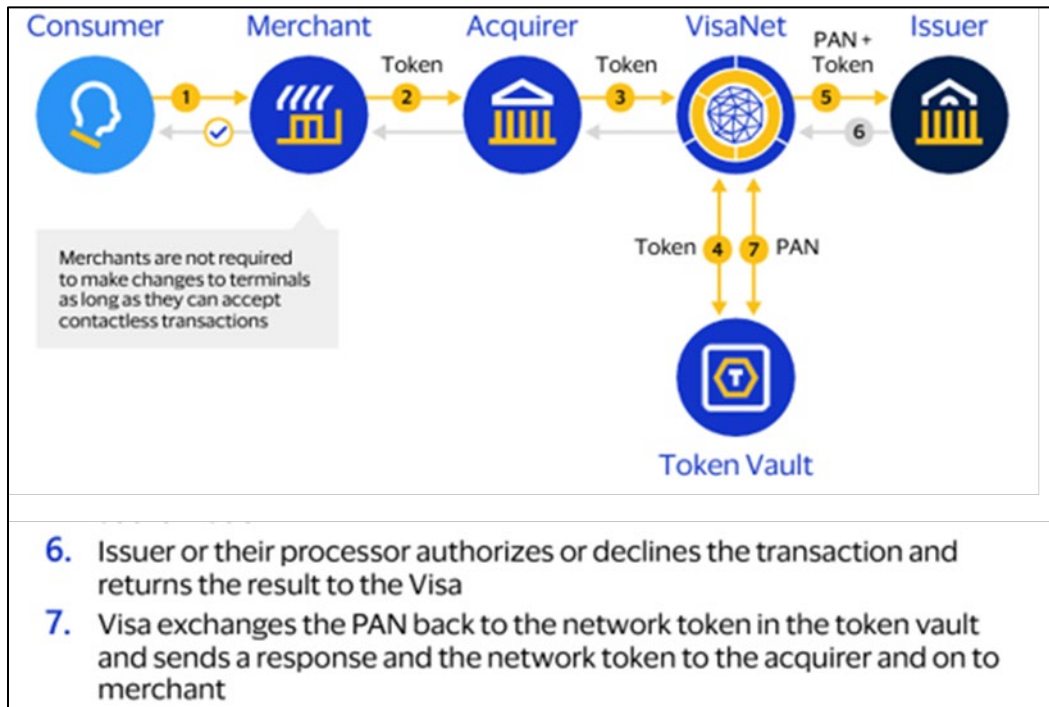 Consumer
Merchant
Acquirer
VisaNet
Issuer
Token
Token
PAN +
Token
1
2
3
5
6
Token
4
7
PAN
Merchants are not required
to make changes to terminals
as long as they can accept
contactless transactions
T
Token Vault
6. Issuer or their processor authorizes or declines the transaction and
returns the result to the Visa
7. Visa exchanges the PAN back to the network token in the token vault
and sends a response and the network token to the acquirer and on to
merchant